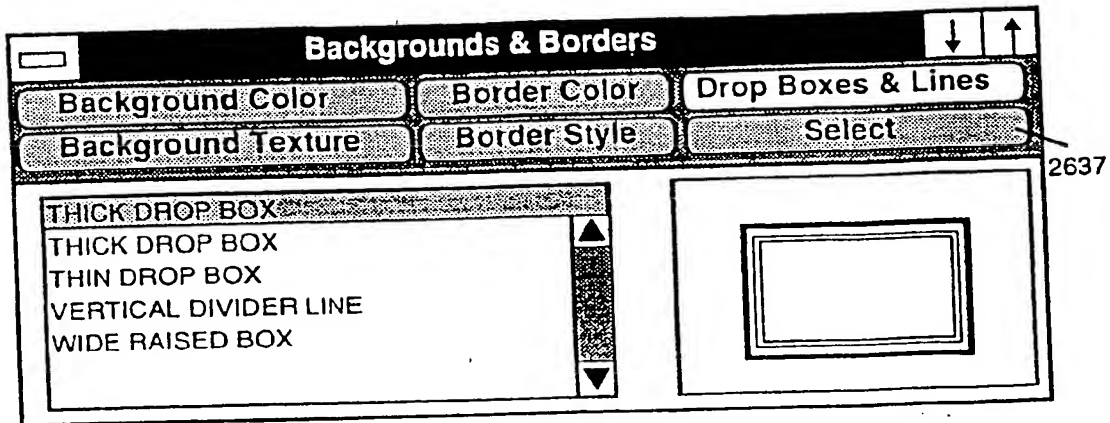 Backgrounds & Borders
Background Color Border Color Drop Boxes & Lines
Background Texture Border Style Select
2637
THICK DROP BOX
THICK DROP BOX
THIN DROP BOX
VERTICAL DIVIDER LINE
WIDE RAISED BOX